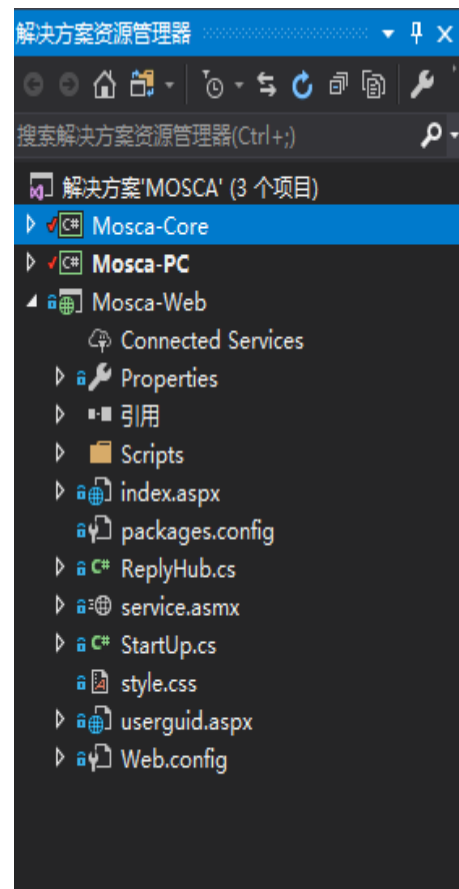 解决方案资源管理器
搜索解决方案资源管理器(Ctrl+;)
解决方案'MOSCA' (3 个项目)
C# Mosca-Core
C# Mosca-PC
Mosca-Web
Connected Services
Properties
引用
Scripts
index.aspx
packages.config
C# ReplyHub.cs
service.asmx
C# StartUp.cs
style.css
userguid.aspx
Web.config